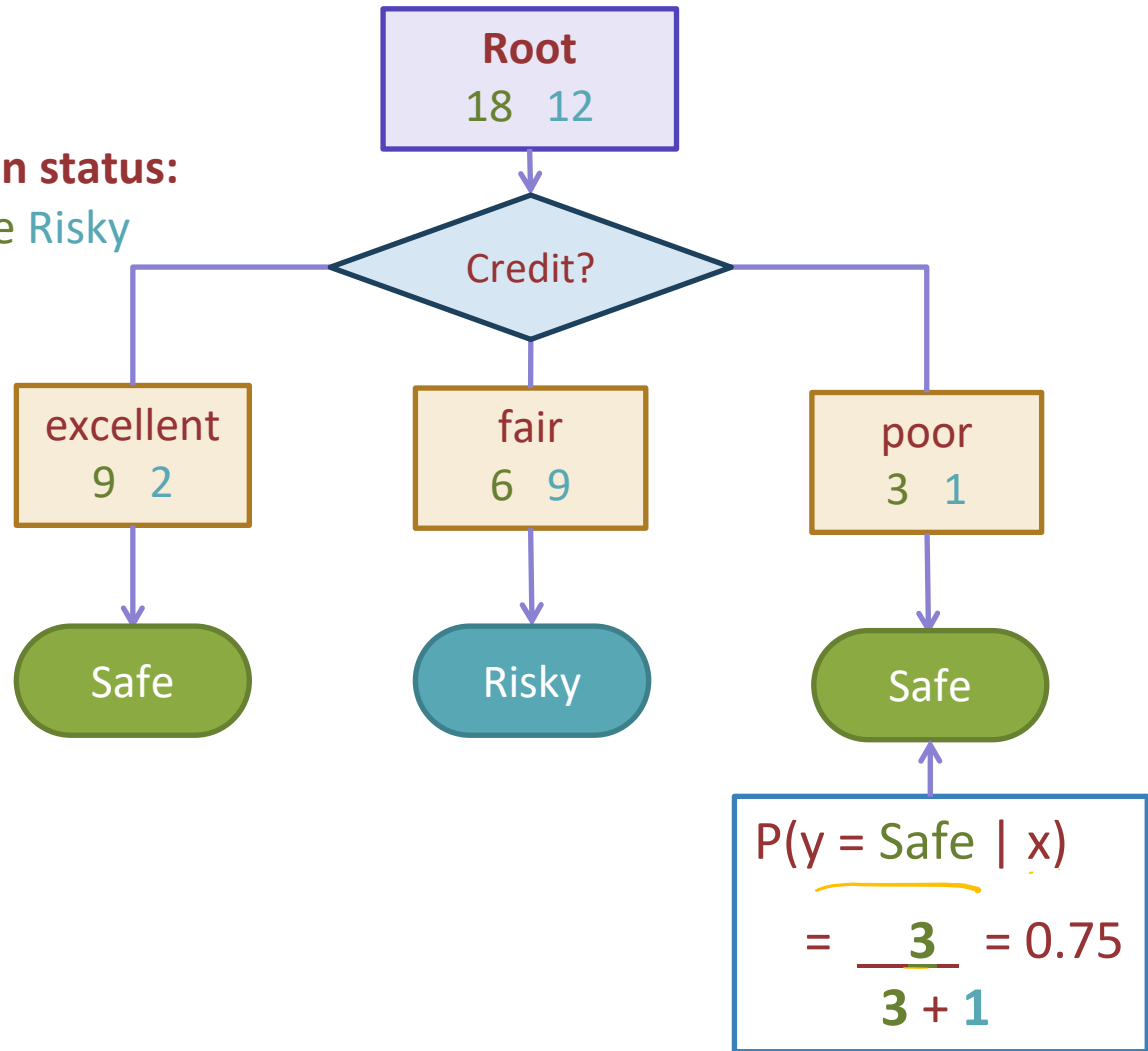 Root
18 12
n status:
e Risky
Credit?
excellent
9 2
fair
6 9
poor
3 1
Safe
Risky
Safe
P(y = Safe | x)
= 3 = 0.75
3 + 1